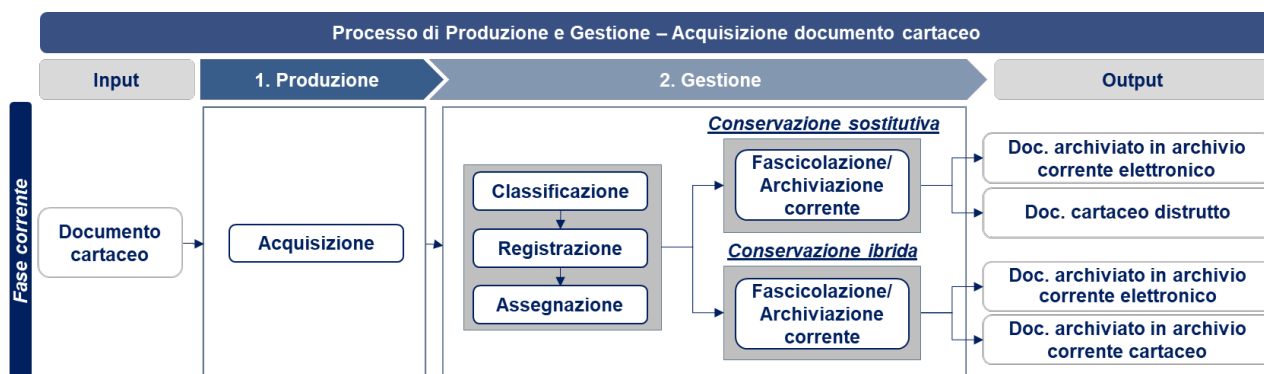 Processo di Produzione e Gestione – Acquisizione documento cartaceo
Input
1. Produzione
2. Gestione
Output
Fase corrente
Documento
cartaceo
Acquisizione
Classificazione
Registrazione
Assegnazione
Conservazione sostitutiva
Fascicolazione/
Archiviazione
corrente
Conservazione ibrida
Fascicolazione/
Archiviazione
corrente
Doc. archiviato in archivio
corrente elettronico
Doc. cartaceo distrutto
Doc. archiviato in archivio
corrente elettronico
Doc. archiviato in archivio
corrente cartaceo